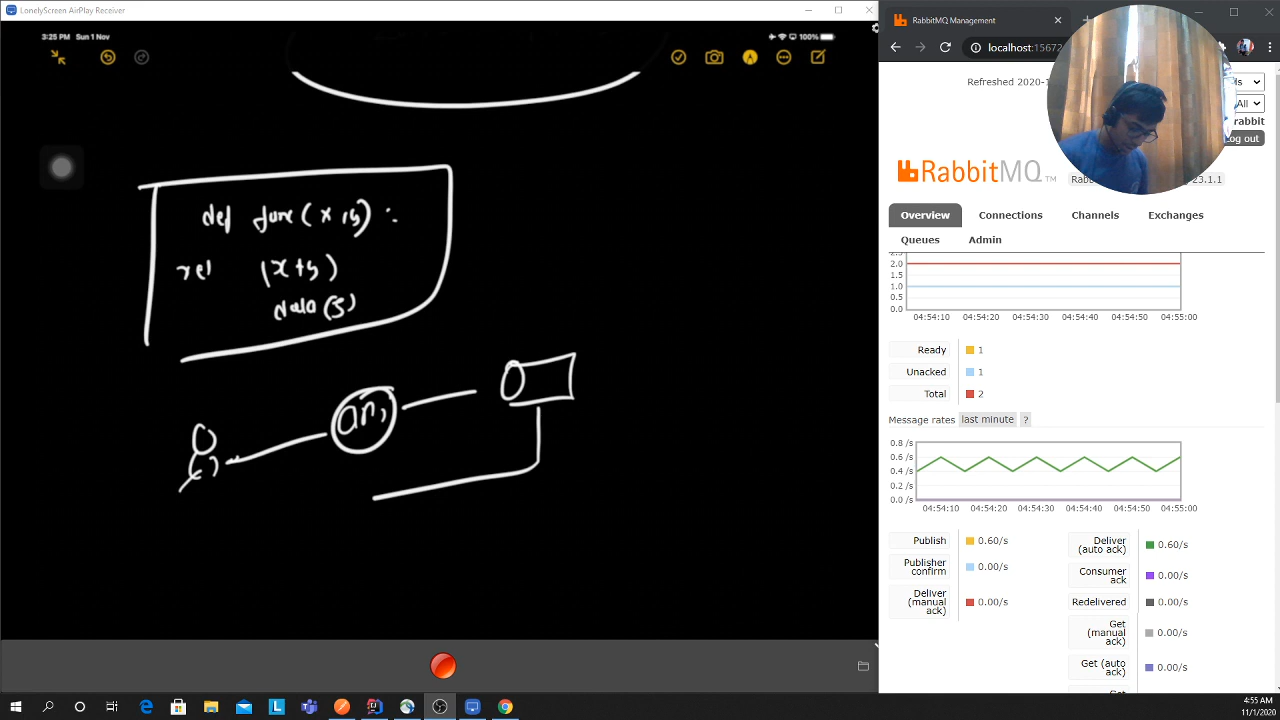 LonelyScreen AirPlay Receiver
3:25 PM Sun 1 Nov
100%
def func(x,y):
ret (x+y)
RabbitMQ Management
localhost:15672
Refreshed 2020-1
All
rabbit
Log out
RabbitMQ TM
23.1.1
Overview
Connections
Channels
Exchanges
Queues
Admin
2.0
1.0
0.5
0.0
04:54:10 04:54:20 04:54:30 04:54:40 04:54:50 04:55:00
Ready 1
Unacked 1
Total 2
Message rates last minute ?
0.8 /s
0.6 /s
0.4 /s
0.2 /s
0.0 /s
04:54:10 04:54:20 04:54:30 04:54:40 04:54:50 04:55:00
Publish 0.60/s
Publisher confirm 0.00/s
Deliver (manual ack) 0.00/s
Deliver (auto ack) 0.60/s
Consumer ack 0.00/s
Redelivered 0.00/s
Get (manual ack) 0.00/s
Get (auto ack) 0.00/s
Get
4:55 AM
11/1/2020